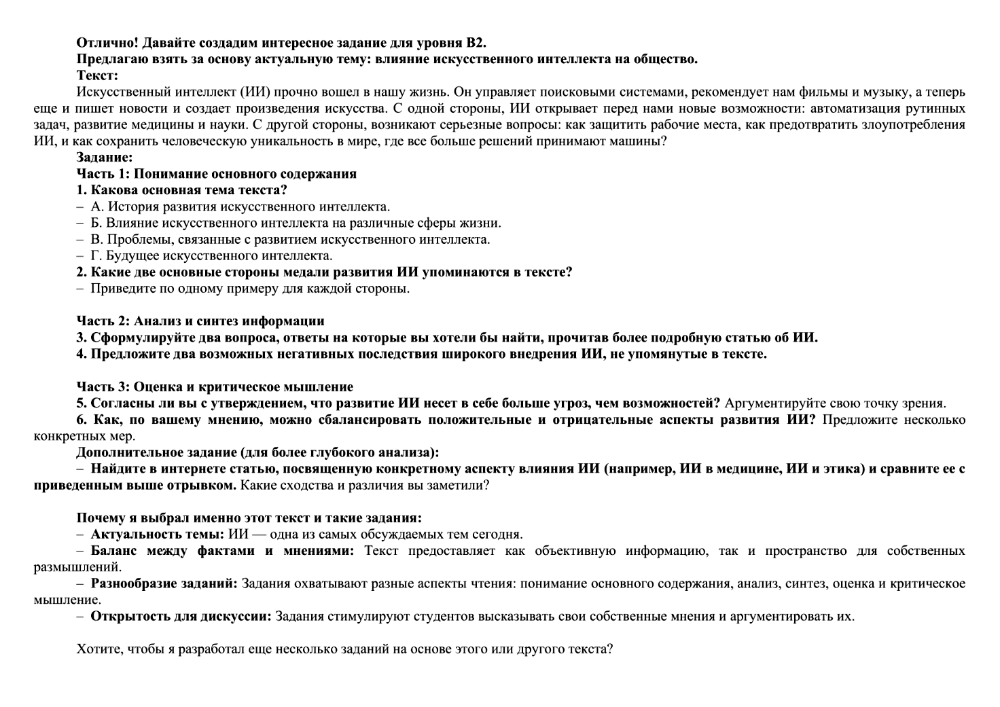 Отлично! Давайте создадим интересное задание для уровня B2.
Предлагаю взять за основу актуальную тему: влияние искусственного интеллекта на общество.
Текст:
Искусственный интеллект (ИИ) прочно вошел в нашу жизнь. Он управляет поисковыми системами, рекомендует нам фильмы и музыку, а теперь
еще и пишет новости и создает произведения искусства. С одной стороны, ИИ открывает перед нами новые возможности: автоматизация рутинных
задач, развитие медицины и науки. С другой стороны, возникают серьезные вопросы: как защитить рабочие места, как предотвратить злоупотребления
ИИ, и как сохранить человеческую уникальность в мире, где все больше решений принимают машины?
Задание:
Часть 1: Понимание основного содержания
1. Какова основная тема текста?
– А. История развития искусственного интеллекта.
– Б. Влияние искусственного интеллекта на различные сферы жизни.
– В. Проблемы, связанные с развитием искусственного интеллекта.
– Г. Будущее искусственного интеллекта.
2. Какие две основные стороны медали развития ИИ упоминаются в тексте?
– Приведите по одному примеру для каждой стороны.
Часть 2: Анализ и синтез информации
3. Сформулируйте два вопроса, ответы на которые вы хотели бы найти, прочитав более подробную статью об ИИ.
4. Предложите два возможных негативных последствия широкого внедрения ИИ, не упомянутые в тексте.
Часть 3: Оценка и критическое мышление
5. Согласны ли вы с утверждением, что развитие ИИ несет в себе больше угроз, чем возможностей? Аргументируйте свою точку зрения.
6. Как, по вашему мнению, можно сбалансировать положительные и отрицательные аспекты развития ИИ? Предложите несколько
конкретных мер.
Дополнительное задание (для более глубокого анализа):
– Найдите в интернете статью, посвященную конкретному аспекту влияния ИИ (например, ИИ в медицине, ИИ и этика) и сравните ее с
приведенным выше отрывком. Какие сходства и различия вы заметили?
Почему я выбрал именно этот текст и такие задания:
– Актуальность темы: ИИ — одна из самых обсуждаемых тем сегодня.
– Баланс между фактами и мнениями: Текст предоставляет как объективную информацию, так и пространство для собственных
размышлений.
– Разнообразие заданий: Задания охватывают разные аспекты чтения: понимание основного содержания, анализ, синтез, оценка и критическое
мышление.
– Открытость для дискуссии: Задания стимулируют студентов высказывать свои собственные мнения и аргументировать их.
Хотите, чтобы я разработал еще несколько заданий на основе этого или другого текста?